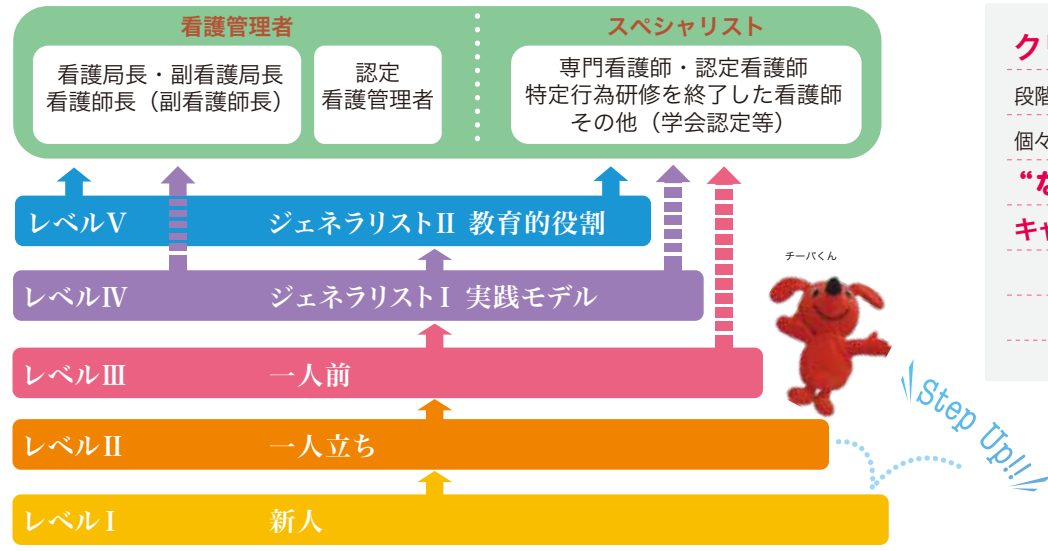 看護管理者
スペシャリスト
看護局長・副看護局長
看護師長（副看護師長）
認定
看護管理者
専門看護師・認定看護師
特定行為研修を終了した看護師
その他（学会認定等）
レベルⅤ ジェネラリストⅡ 教育的役割
レベルⅣ ジェネラリストⅠ 実践モデル
レベルⅢ 一人前
レベルⅡ 一人立ち
レベルⅠ 新人
チーバくん
Step Up!!
ク
段階
個々
“な
キャ